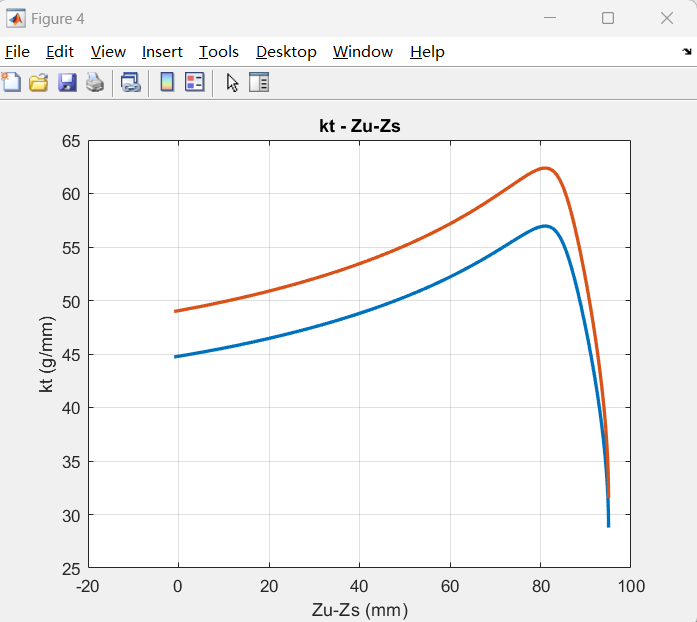 Figure 4
File Edit View Insert Tools Desktop Window Help
kt - Zu-Zs
65
60
55
50
45
40
35
30
25
kt (g/mm)
-20 0 20 40 60 80 100
Zu-Zs (mm)